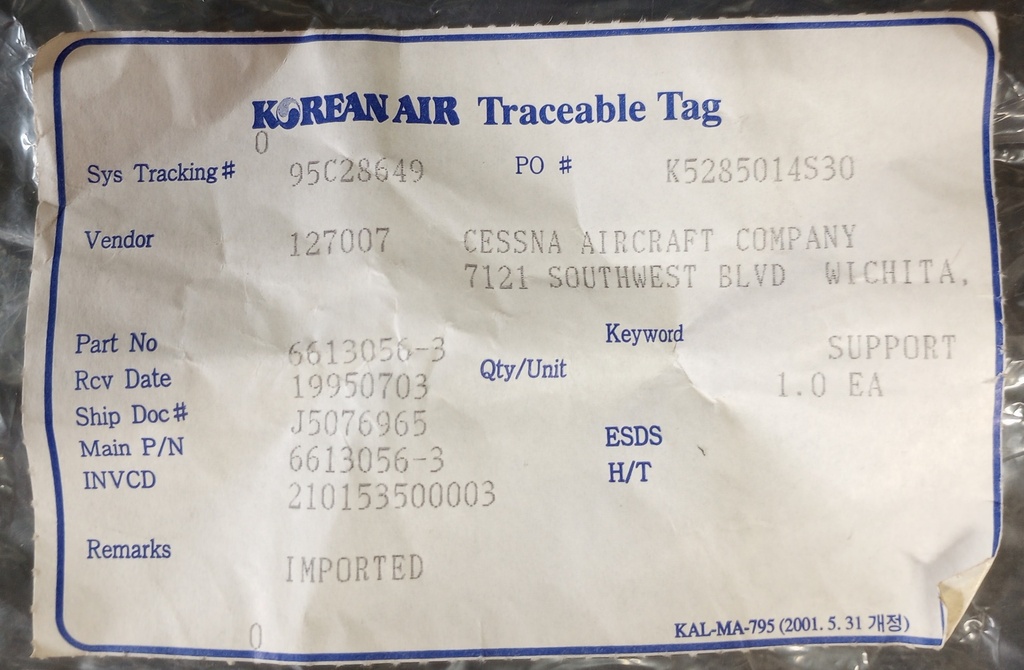 KOREAN AIR Traceable Tag
0
Sys Tracking# 95C28649 PO # K5285014S30
Vendor 127007 CESSNA AIRCRAFT COMPANY
7121 SOUTHWEST BLVD WICHITA,
Part No 6613056-3 Keyword SUPPORT
Rcv Date 19950703 Qty/Unit 1.0 EA
Ship Doc# J5076965
Main P/N 6613056-3 ESDS
INVCD 210153500003 H/T
Remarks IMPORTED
0
KAL-MA-795 (2001. 5. 31 개정)